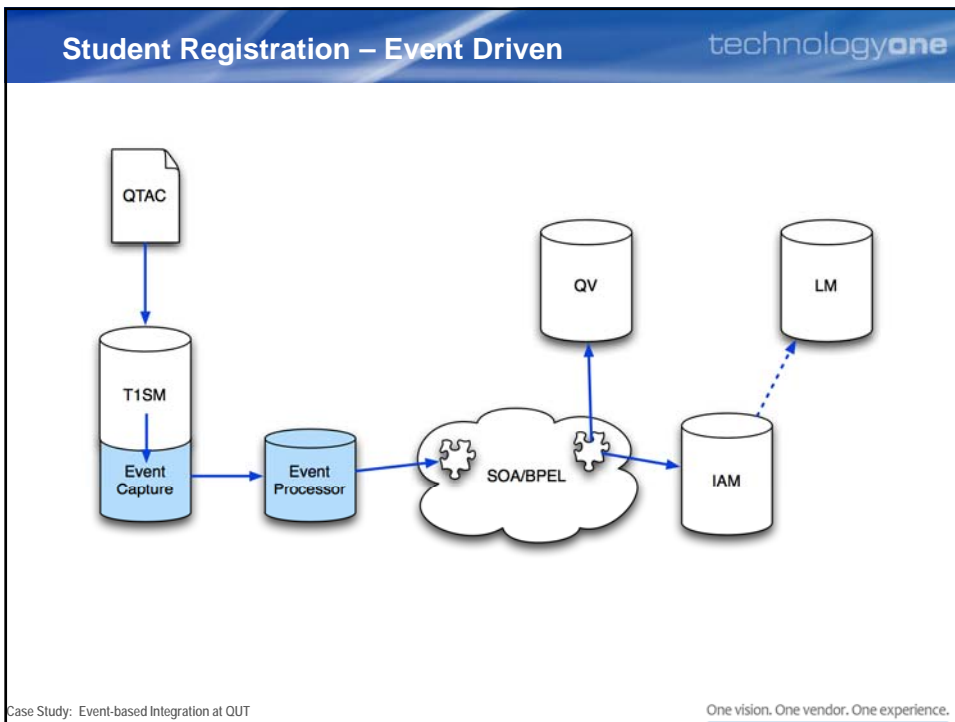 Student Registration – Event Driven
technologyone
QTAC
QV
LM
T1SM
Event
Capture
Event
Processor
SOA/BPEL
IAM
Case Study: Event-based Integration at QUT
One vision. One vendor. One experience.